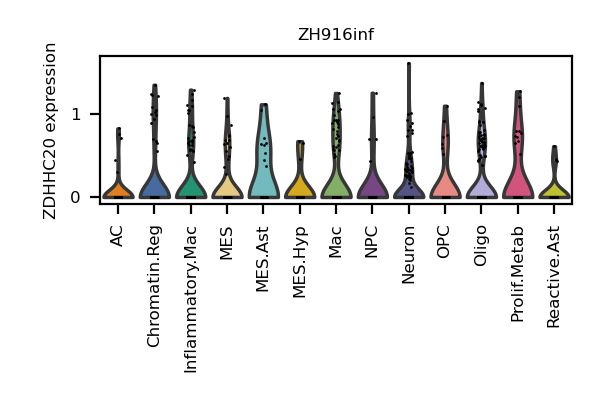 ZH916inf
ZDHHC20 expression
1
0
AC
Chromatin.Reg
Inflammatory.Mac
MES
MES.Ast
MES.Hyp
Mac
NPC
Neuron
OPC
Oligo
Prolif.Metab
Reactive.Ast